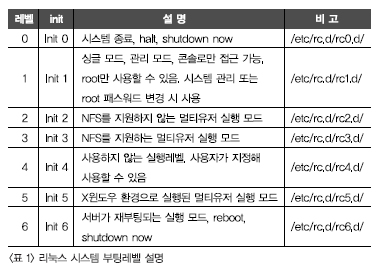 레벨 init 설 명 비 고
0 Init 0 시스템 종료, halt, shutdown now /etc/rc,d/rc0,d/
1 Init 1 싱글 모드, 관리 모드, 콘솔로만 접근 가능, /etc/rc,d/rc1,d/
root만 사용할 수 있음, 시스템 관리 또는
root 패스워드 변경 시 사용
2 Init 2 NFS를 지원하지 않는 멀티유저 실행 모드 /etc/rc,d/rc2,d/
3 Init 3 NFS를 지원하는 멀티유저 실행 모드 /etc/rc,d/rc3,d/
4 Init 4 사용하지 않는 실행레벨, 사용자가 지정해 /etc/rc,d/rc4,d/
사용할 수 있음
5 Init 5 X윈도우 환경으로 실행된 멀티유저 실행 모드 /etc/rc,d/rc5,d/
6 Init 6 서버가 재부팅되는 실행 모드, reboot, /etc/rc,d/rc6,d/
shutdown now
〈표 1〉 리눅스 시스템 부팅레벨 설명